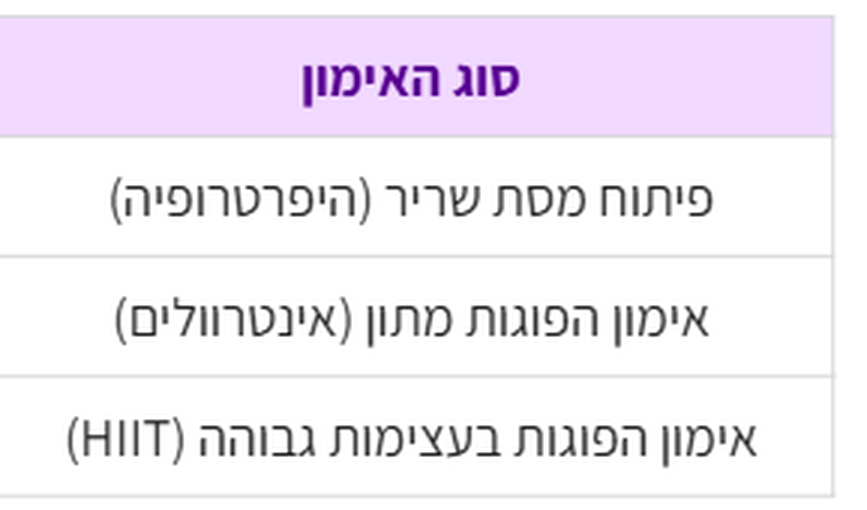 סוג האימון
פיתוח מסת שריר (היפרטרופיה)
אימון הפוגות מתון (אינטרוולים)
אימון הפוגות בעצימות גבוהה (HIIT)